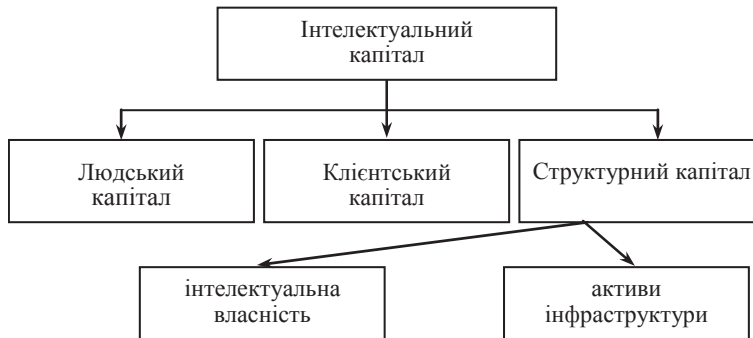 Інтелектуальний
капітал
Людський
капітал
Клієнтський
капітал
Структурний капітал
інтелектуальна
власність
активи
інфраструктури